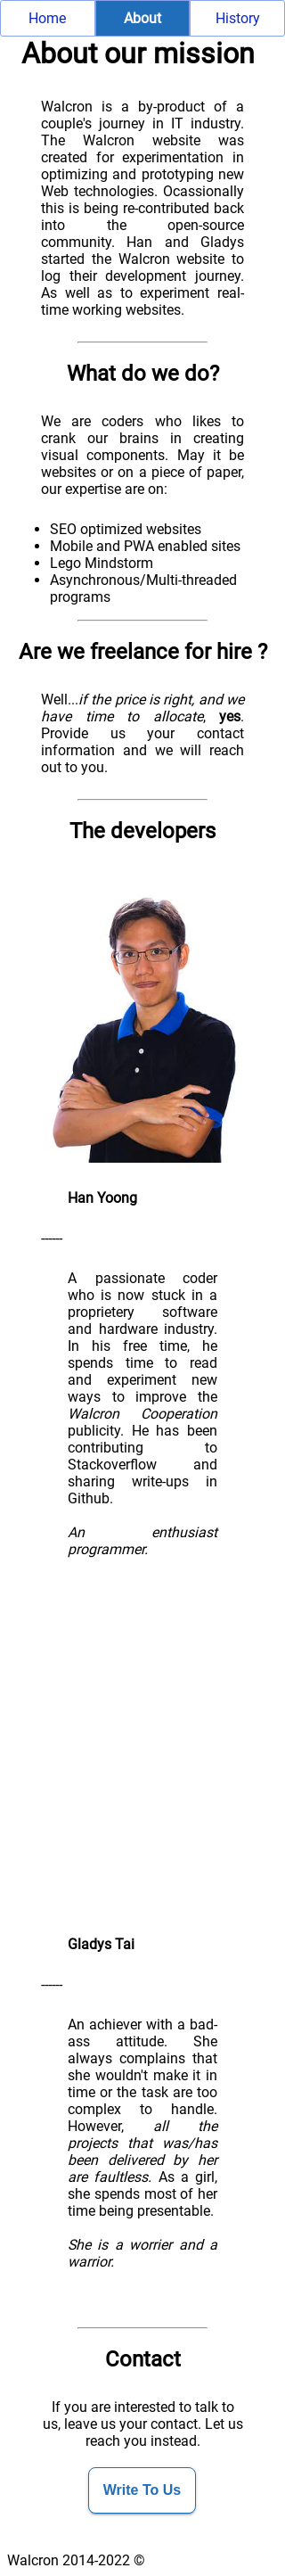 Home About History
About our mission
Walcron is a by-product of a
couple's journey in IT industry.
The Walcron website was
created for experimentation in
optimizing and prototyping new
Web technologies. Ocassionally
this is being re-contributed back
into the open-source
community. Han and Gladys
started the Walcron website to
log their development journey.
As well as to experiment real-
time working websites.
What do we do?
We are coders who likes to
crank our brains in creating
visual components. May it be
websites or on a piece of paper,
our expertise are on:
• SEO optimized websites
• Mobile and PWA enabled sites
• Lego Mindstorm
• Asynchronous/Multi-threaded
programs
Are we freelance for hire ?
Well...if the price is right, and we
have time to allocate, yes.
Provide us your contact
information and we will reach
out to you.
The developers
Han Yoong
------
A passionate coder
who is now stuck in a
proprietery software
and hardware industry.
In his free time, he
spends time to read
and experiment new
ways to improve the
Walcron Cooperation
publicity. He has been
contributing to
Stackoverflow and
sharing write-ups in
Github.
An enthusiast
programmer.
Gladys Tai
------
An achiever with a bad-
ass attitude. She
always complains that
she wouldn't make it in
time or the task are too
complex to handle.
However, all the
projects that was/has
been delivered by her
are faultless. As a girl,
she spends most of her
time being presentable.
She is a worrier and a
warrior.
Contact
If you are interested to talk to
us, leave us your contact. Let us
reach you instead.
Write To Us
Walcron 2014-2022 ©